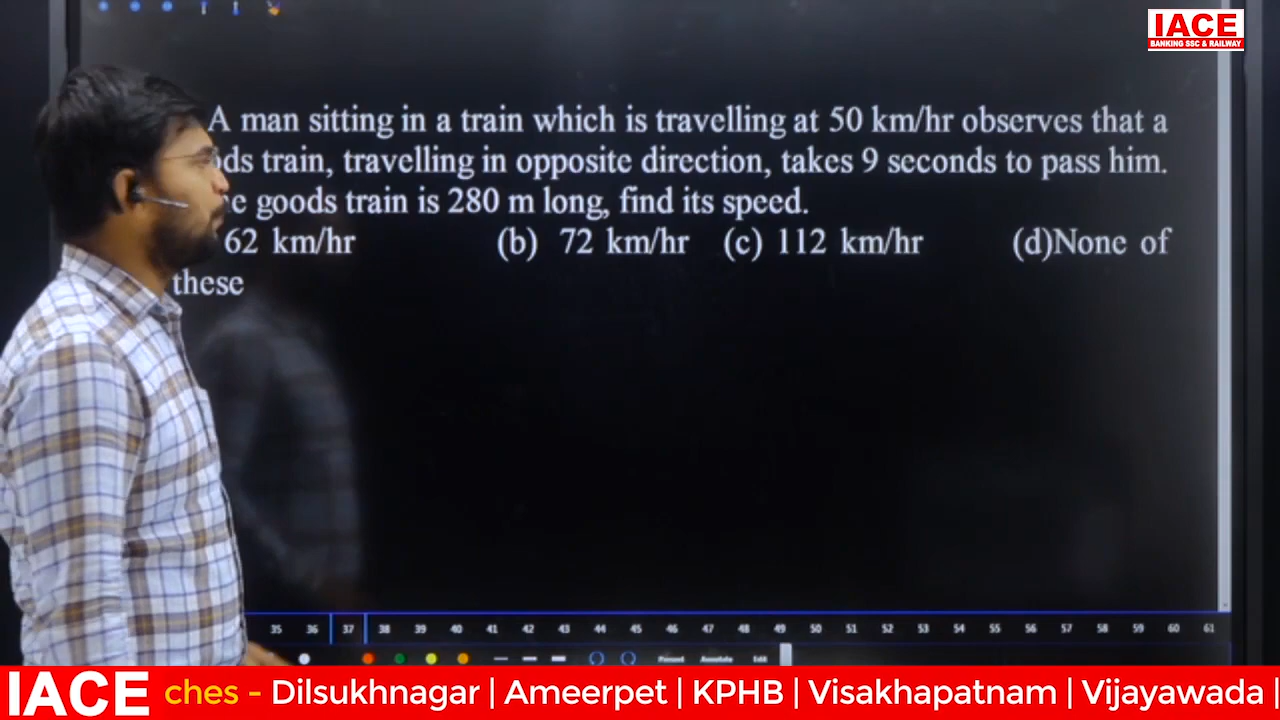 IACE
BANKING SSC & RAILWAY
A man sitting in a train which is travelling at 50 km/hr observes that a
ds train, travelling in opposite direction, takes 9 seconds to pass him.
e goods train is 280 m long, find its speed.
62 km/hr (b) 72 km/hr (c) 112 km/hr (d)None of
these
35 36 37 38 39 40 41 42 43 44 45 46 47 48 49 50 51 52 53 54 55 56 57 58 59 60 61
Annotate Edit
IACE ches - Dilsukhnagar | Ameerpet | KPHB | Visakhapatnam | Vijayawada |